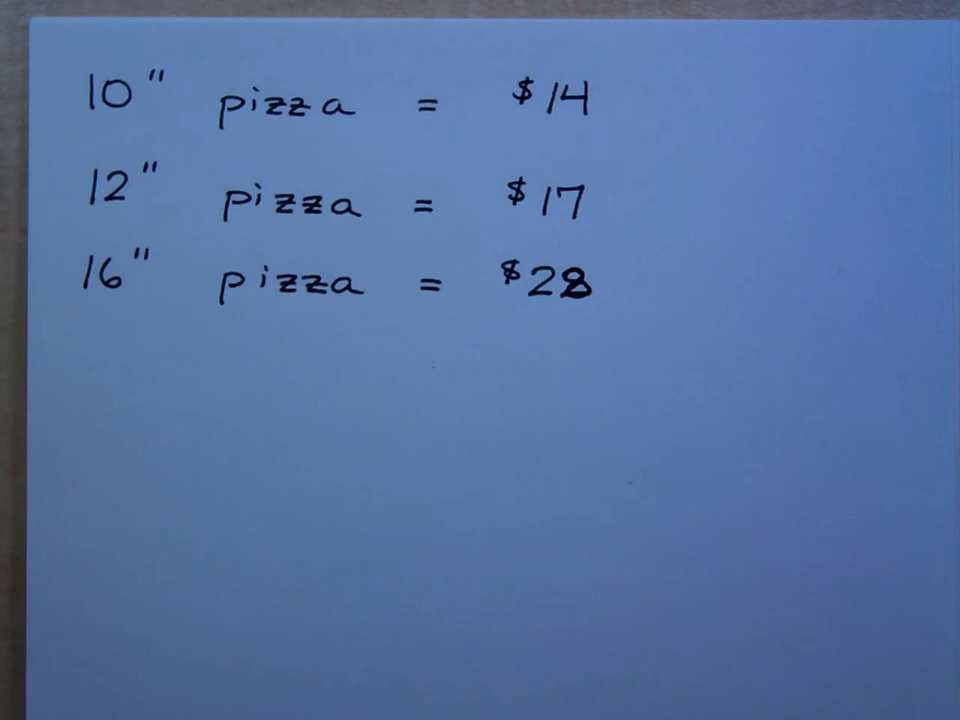 10" pizza = $14
12" pizza = $17
16" pizza = $28